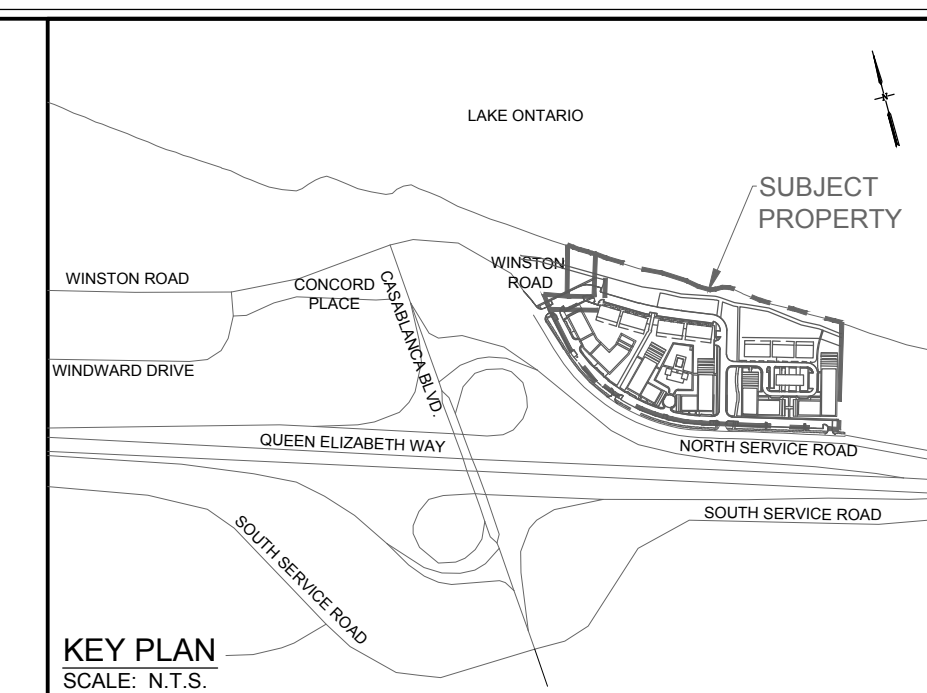 LAKE ONTARIO
N
SUBJECT
PROPERTY
WINSTON ROAD
CONCORD
PLACE
CASABLANCA BLVD.
WINSTON
ROAD
WINDWARD DRIVE
QUEEN ELIZABETH WAY
NORTH SERVICE ROAD
SOUTH SERVICE ROAD
SOUTH SERVICE ROAD
KEY PLAN
SCALE: N.T.S.